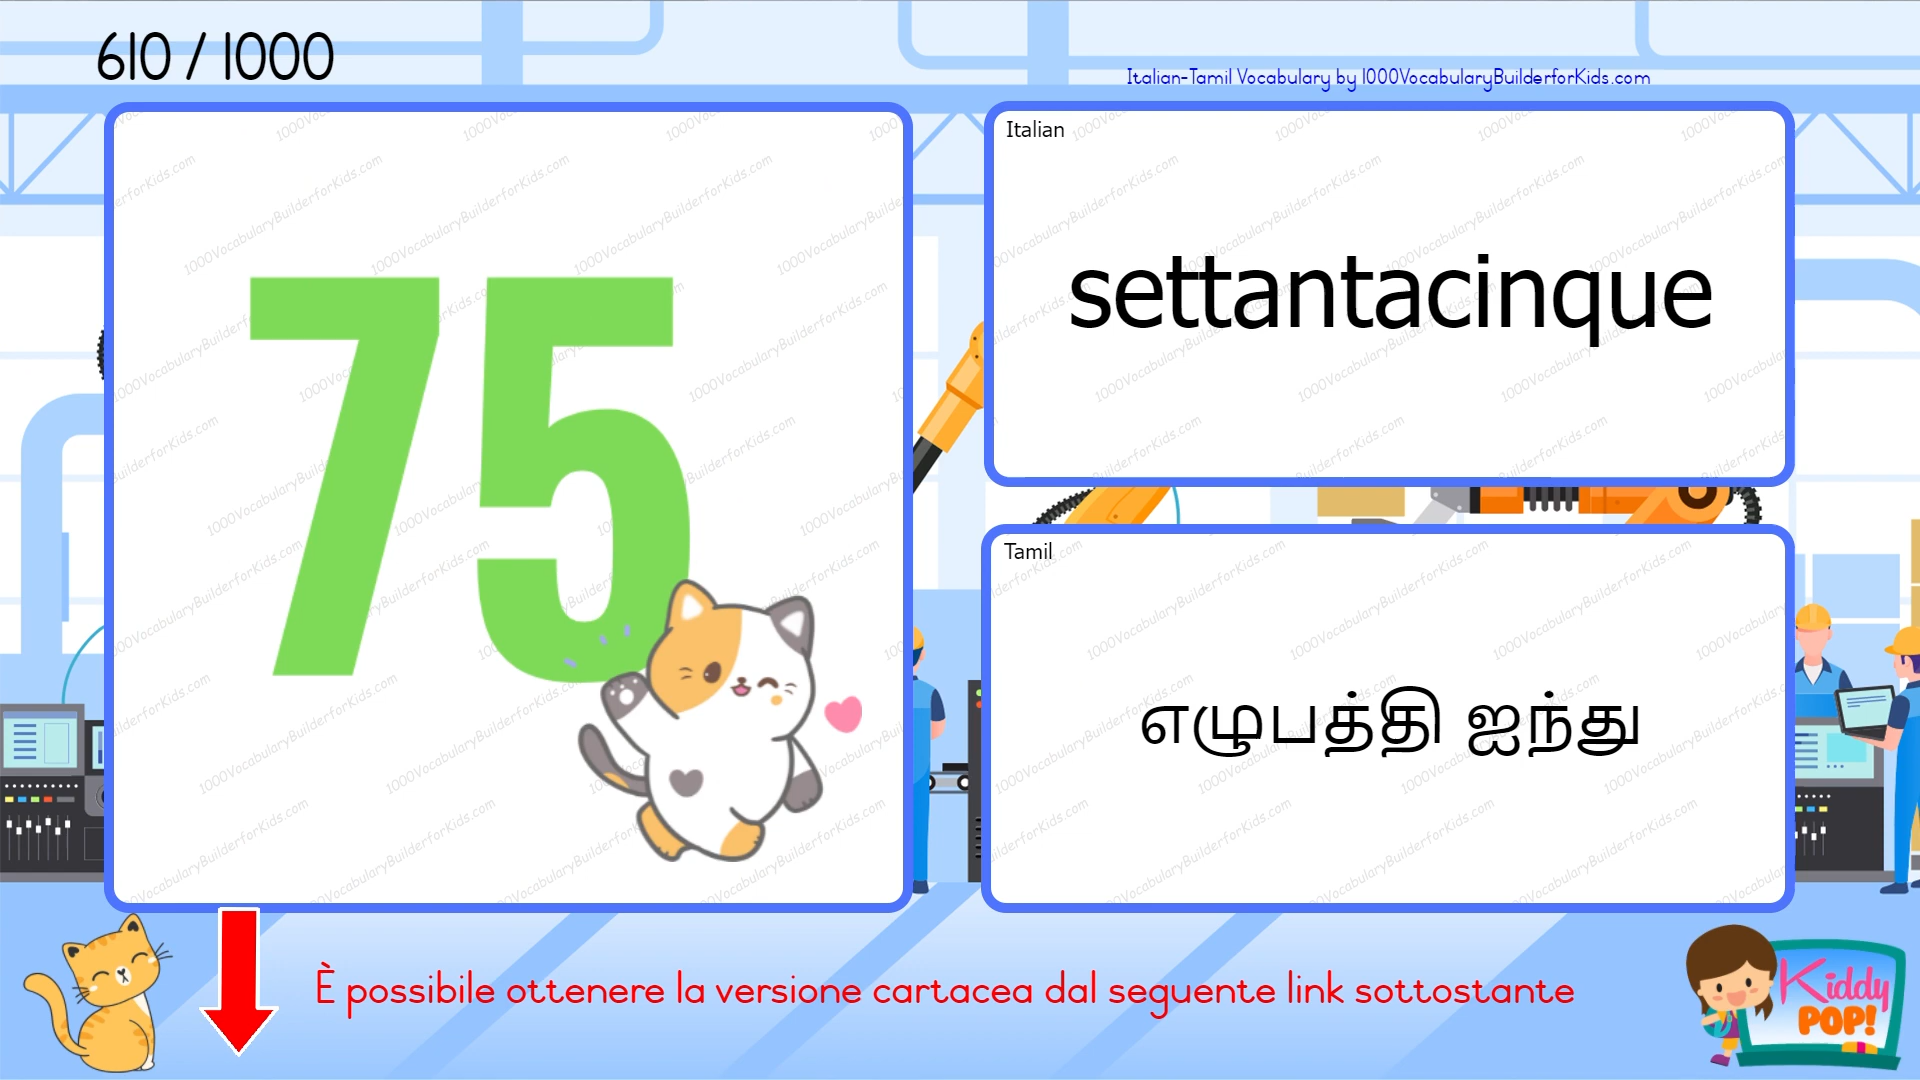 610 / 1000
Italian-Tamil Vocabulary by 1000VocabularyBuilderforKids.com
75
Italian
settantacinque
Tamil
எழுபத்தி ஐந்து
È possibile ottenere la versione cartacea dal seguente link sottostante
Kiddy
POP!